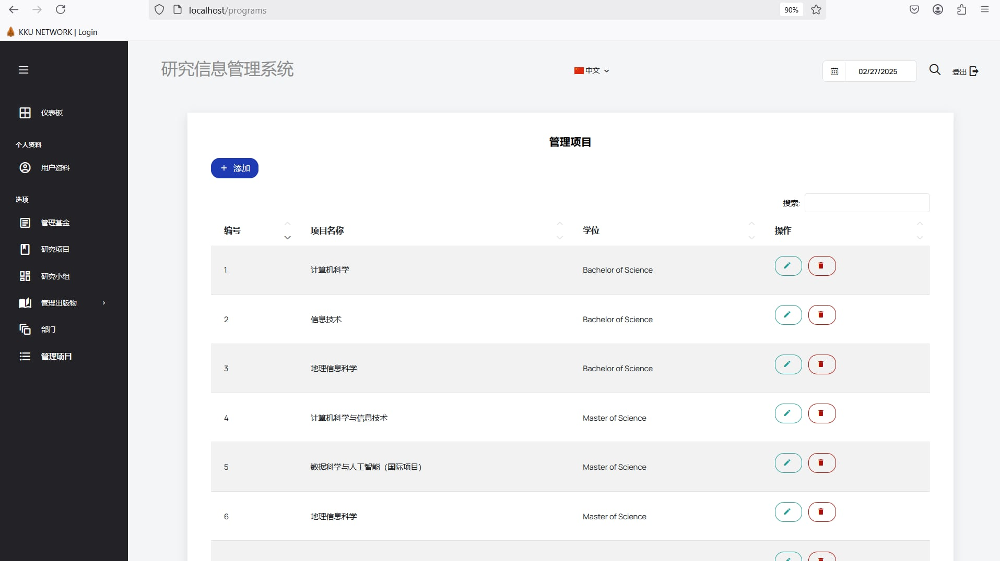 localhost/programs
90%
KKU NETWORK | Login
研究信息管理系统
中文
02/27/2025
登出
仪表板
个人资料
用户资料
选项
管理基金
研究项目
研究小组
管理出版物
部门
管理项目
管理项目
+ 添加
搜索:
编号 项目名称 学位 操作
1 计算机科学 Bachelor of Science
2 信息技术 Bachelor of Science
3 地理信息科学 Bachelor of Science
4 计算机科学与信息技术 Master of Science
5 数据科学与人工智能（国际项目） Master of Science
6 地理信息科学 Master of Science